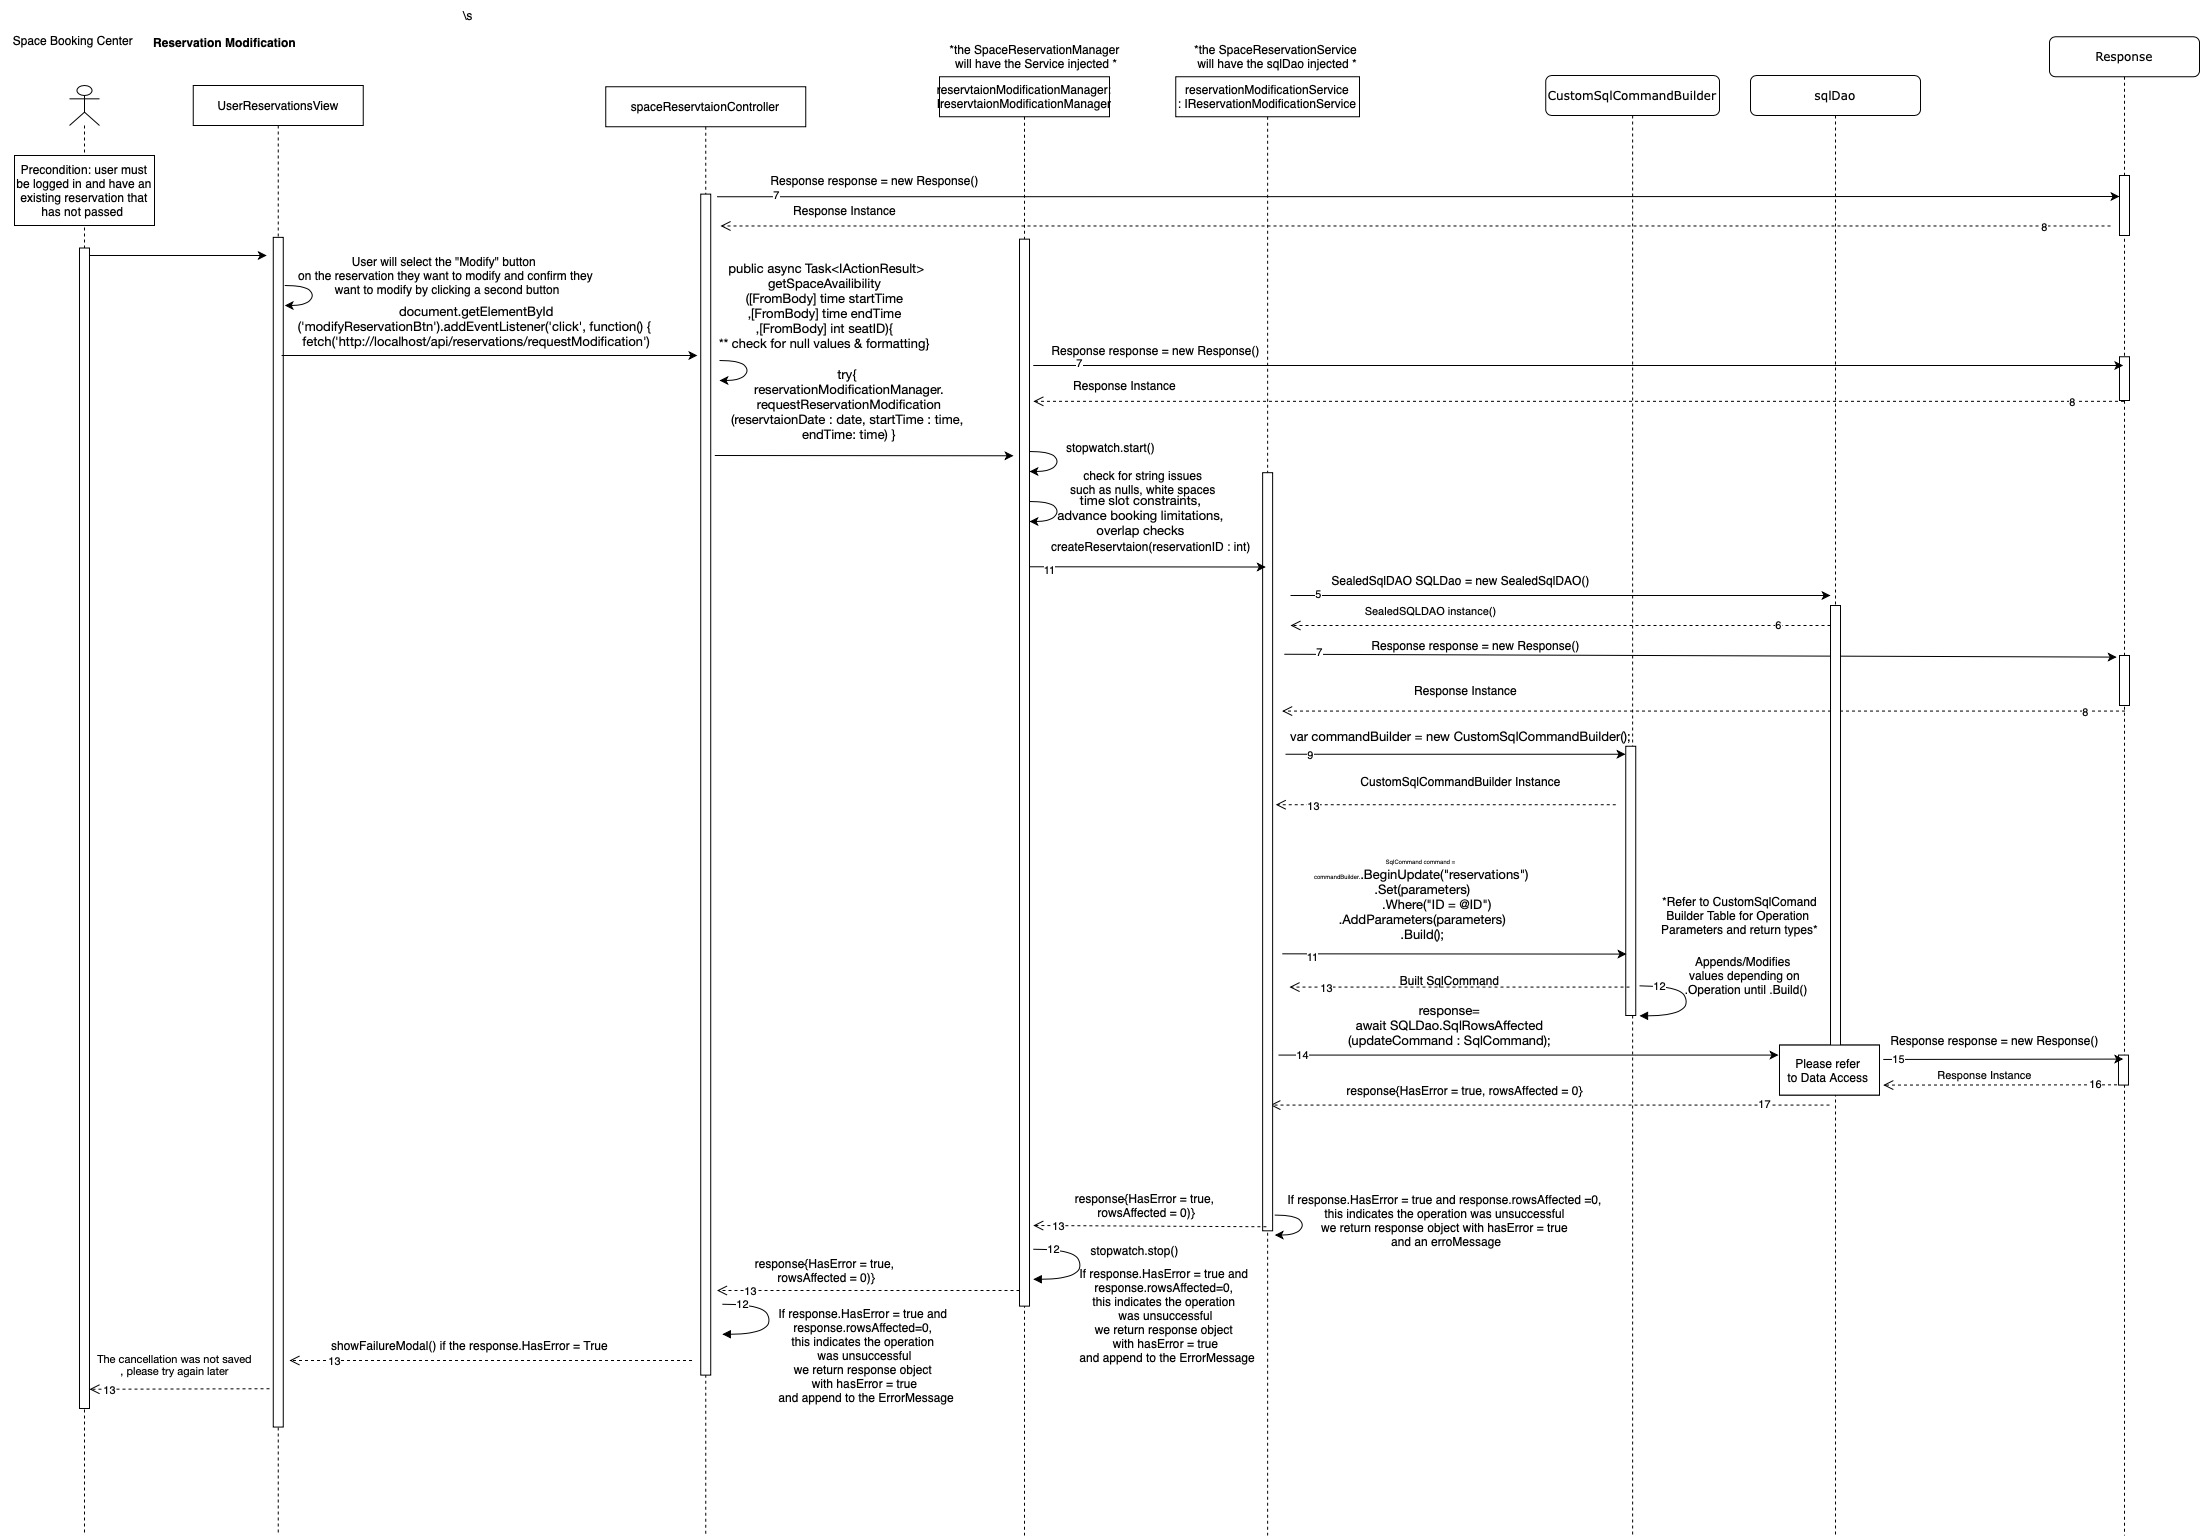 \s
Space Booking Center
Reservation Modification
*the SpaceReservationManager
will have the Service injected *
*the SpaceReservationService
will have the sqlDao injected *
UserReservationsView
spaceReservtaionController
reservtaionModificationManager:
IreservtaionModificationManager
reservationModificationService
: IReservationModificationService
CustomSqlCommandBuilder
sqlDao
Response
Precondition: user must
be logged in and have an
existing reservation that
has not passed
Response response = new Response()
7
Response Instance
8
User will select the "Modify" button
on the reservation they want to modify and confirm they
want to modify by clicking a second button
document.getElementById
('modifyReservationBtn').addEventListener('click', function() {
fetch('http://localhost/api/reservations/requestModification')
public async Task<IActionResult>
getSpaceAvailibility
([FromBody] time startTime
,[FromBody] time endTime
,[FromBody] int seatID){
** check for null values & formatting}
try{
reservationModificationManager.
requestReservationModification
(reservtaionDate : date, startTime : time,
endTime: time) }
Response response = new Response()
7
Response Instance
8
stopwatch.start()
check for string issues
such as nulls, white spaces
time slot constraints,
advance booking limitations,
overlap checks
createReservtaion(reservationID : int)
11
SealedSqlDAO SQLDao = new SealedSqlDAO()
5
SealedSQLDAO instance()
6
Response response = new Response()
7
Response Instance
8
var commandBuilder = new CustomSqlCommandBuilder();
9
CustomSqlCommandBuilder Instance
13
SqlCommand command =
commandBuilder.BeginUpdate("reservations")
.Set(parameters)
.Where("ID = @ID")
.AddParameters(parameters)
.Build();
11
*Refer to CustomSqlComand
Builder Table for Operation
Parameters and return types*
Appends/Modifies
values depending on
.Operation until .Build()
12
Built SqlCommand
13
response=
await SQLDao.SqlRowsAffected
(updateCommand : SqlCommand);
14
Please refer
to Data Access
Response response = new Response()
15
Response Instance
16
response{HasError = true, rowsAffected = 0}
17
If response.HasError = true and response.rowsAffected =0,
this indicates the operation was unsuccessful
we return response object with hasError = true
and an erroMessage
response{HasError = true,
rowsAffected = 0)}
13
12
stopwatch.stop()
If response.HasError = true and
response.rowsAffected=0,
this indicates the operation
was unsuccessful
we return response object
with hasError = true
and append to the ErrorMessage
response{HasError = true,
rowsAffected = 0)}
13
12
If response.HasError = true and
response.rowsAffected=0,
this indicates the operation
was unsuccessful
we return response object
with hasError = true
and append to the ErrorMessage
showFailureModal() if the response.HasError = True
13
The cancellation was not saved
, please try again later
13